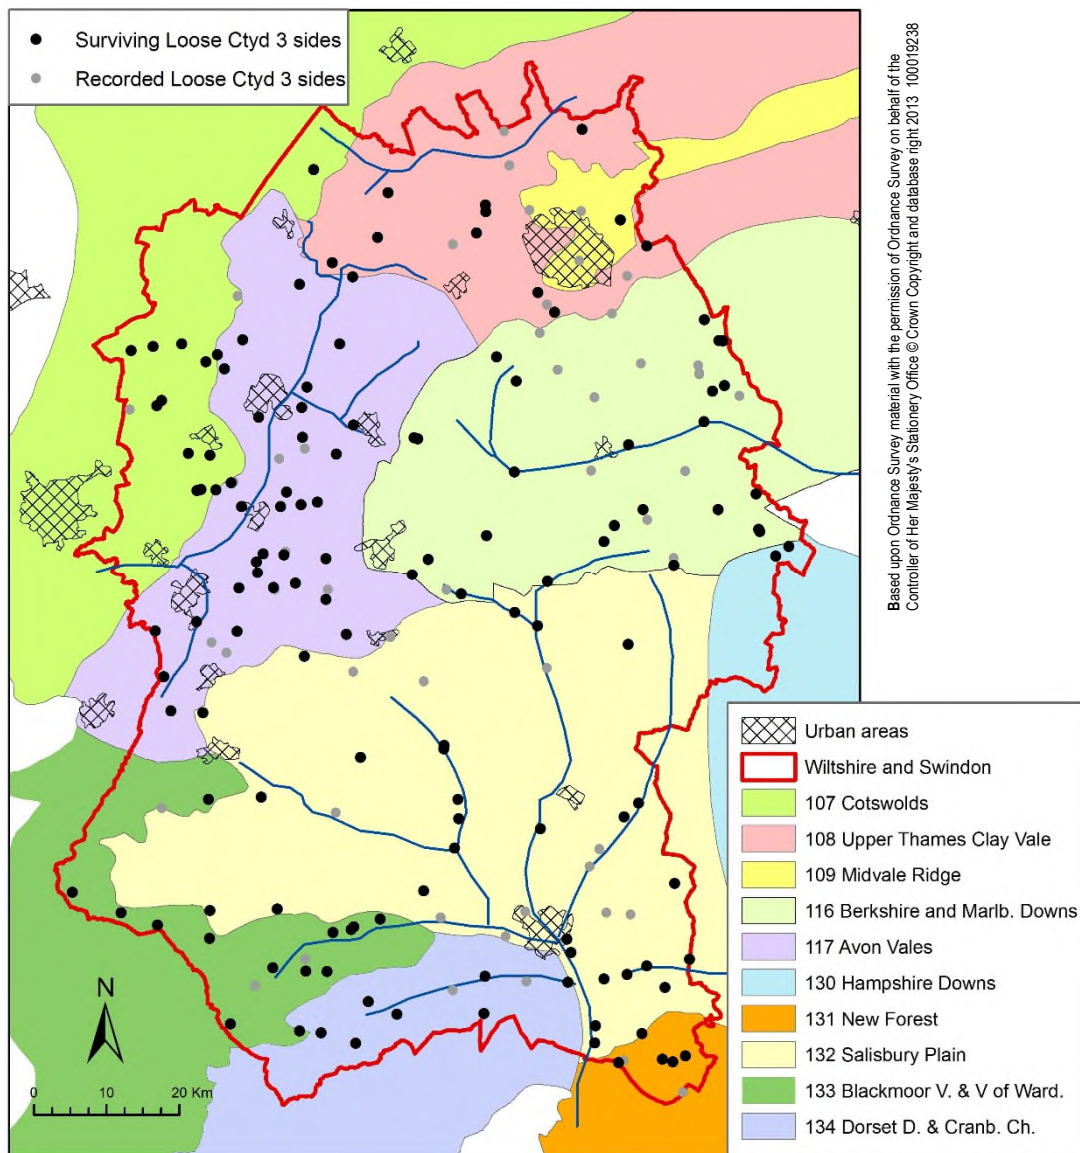 Surviving Loose Ctyd 3 sides
Recorded Loose Ctyd 3 sides
Based upon Ordnance Survey material with the permission of Ordnance Survey on behalf of the
Controller of Her Majesty's Stationery Office © Crown Copyright and database right 2013 100019238
Urban areas
Wiltshire and Swindon
107 Cotswolds
108 Upper Thames Clay Vale
109 Midvale Ridge
116 Berkshire and Marlb. Downs
117 Avon Vales
130 Hampshire Downs
131 New Forest
132 Salisbury Plain
133 Blackmoor V. & V of Ward.
134 Dorset D. & Cranb. Ch.
N
0 10 20 Km